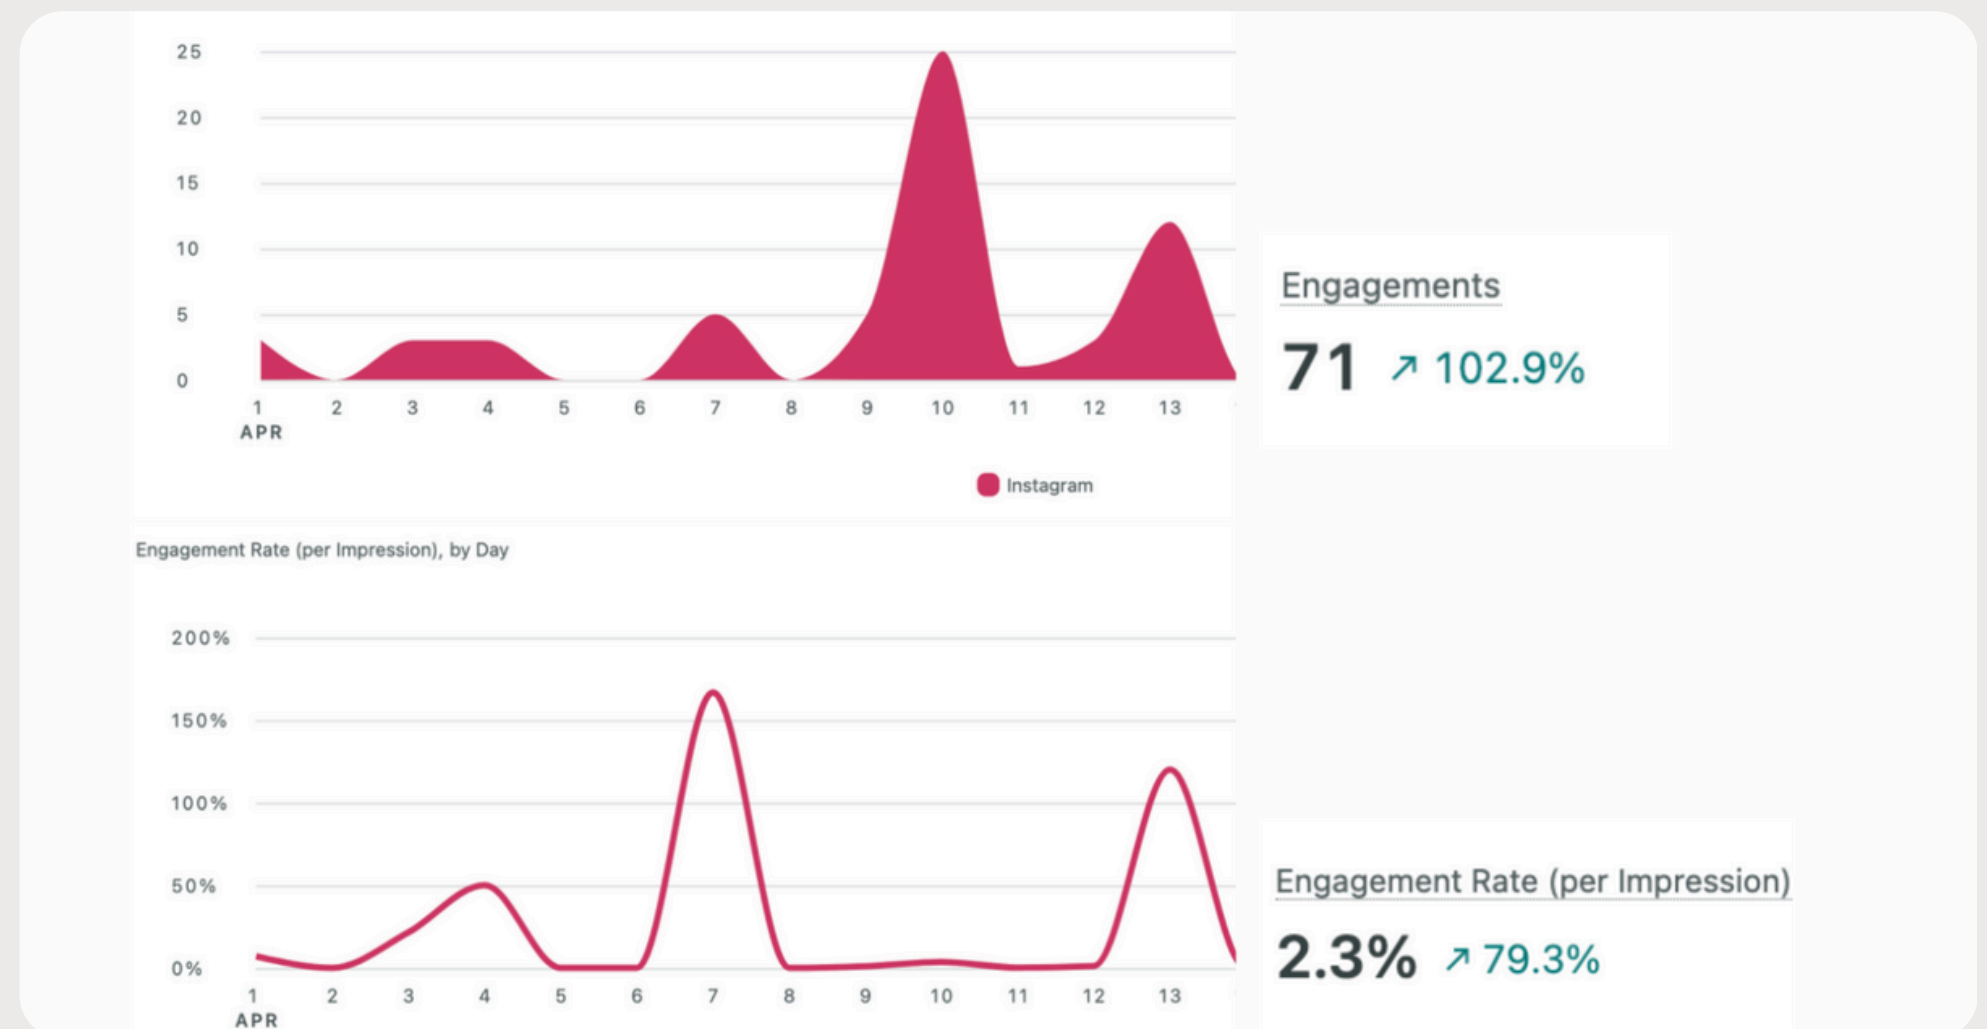 25
20
15
10
5
0
1 2 3 4 5 6 7 8 9 10 11 12 13
APR
Instagram
Engagements
71 ↗ 102.9%
Engagement Rate (per Impression), by Day
200%
150%
100%
50%
0%
1 2 3 4 5 6 7 8 9 10 11 12 13
APR
Engagement Rate (per Impression)
2.3% ↗ 79.3%